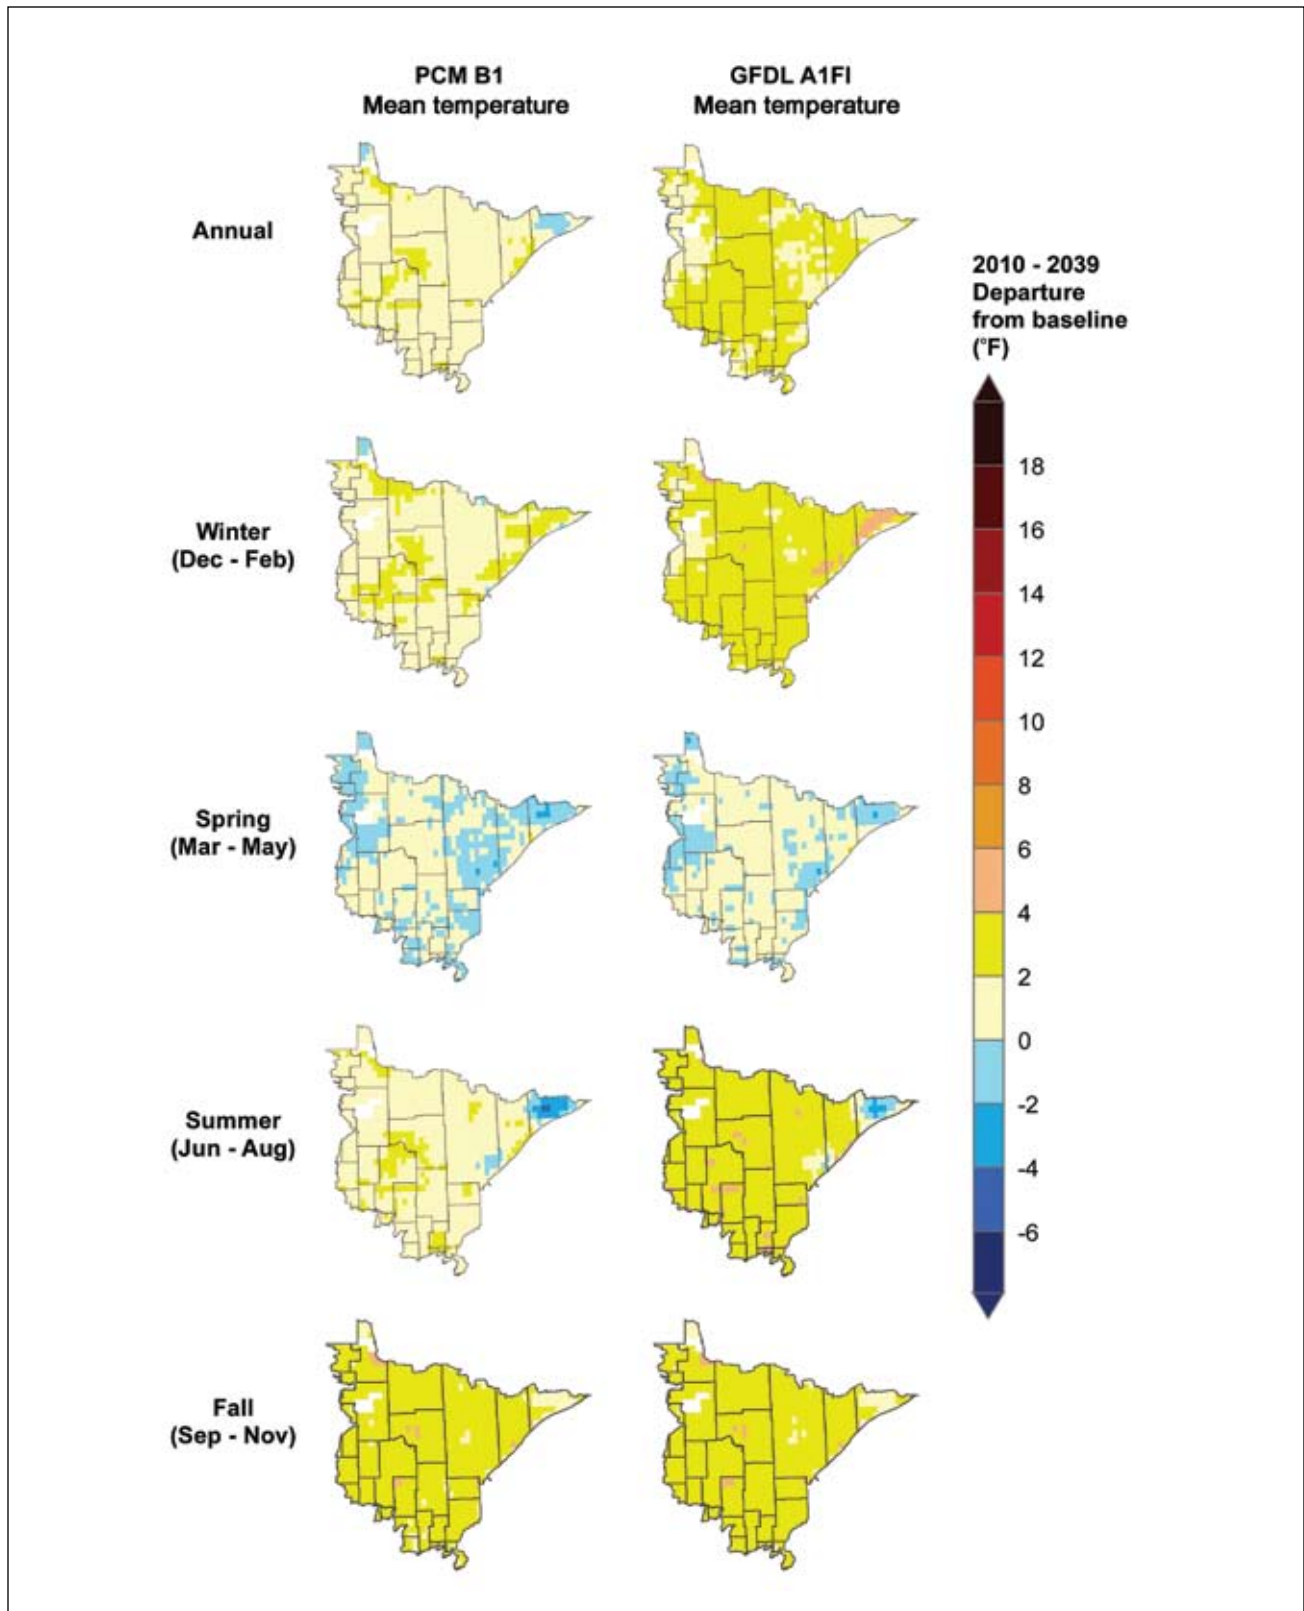 PCM B1
Mean temperature
GFDL A1FI
Mean temperature
Annual
2010 - 2039
Departure
from baseline
(°F)
Winter
(Dec - Feb)
Spring
(Mar - May)
Summer
(Jun - Aug)
Fall
(Sep - Nov)
18
16
14
12
10
8
6
4
2
0
-2
-4
-6